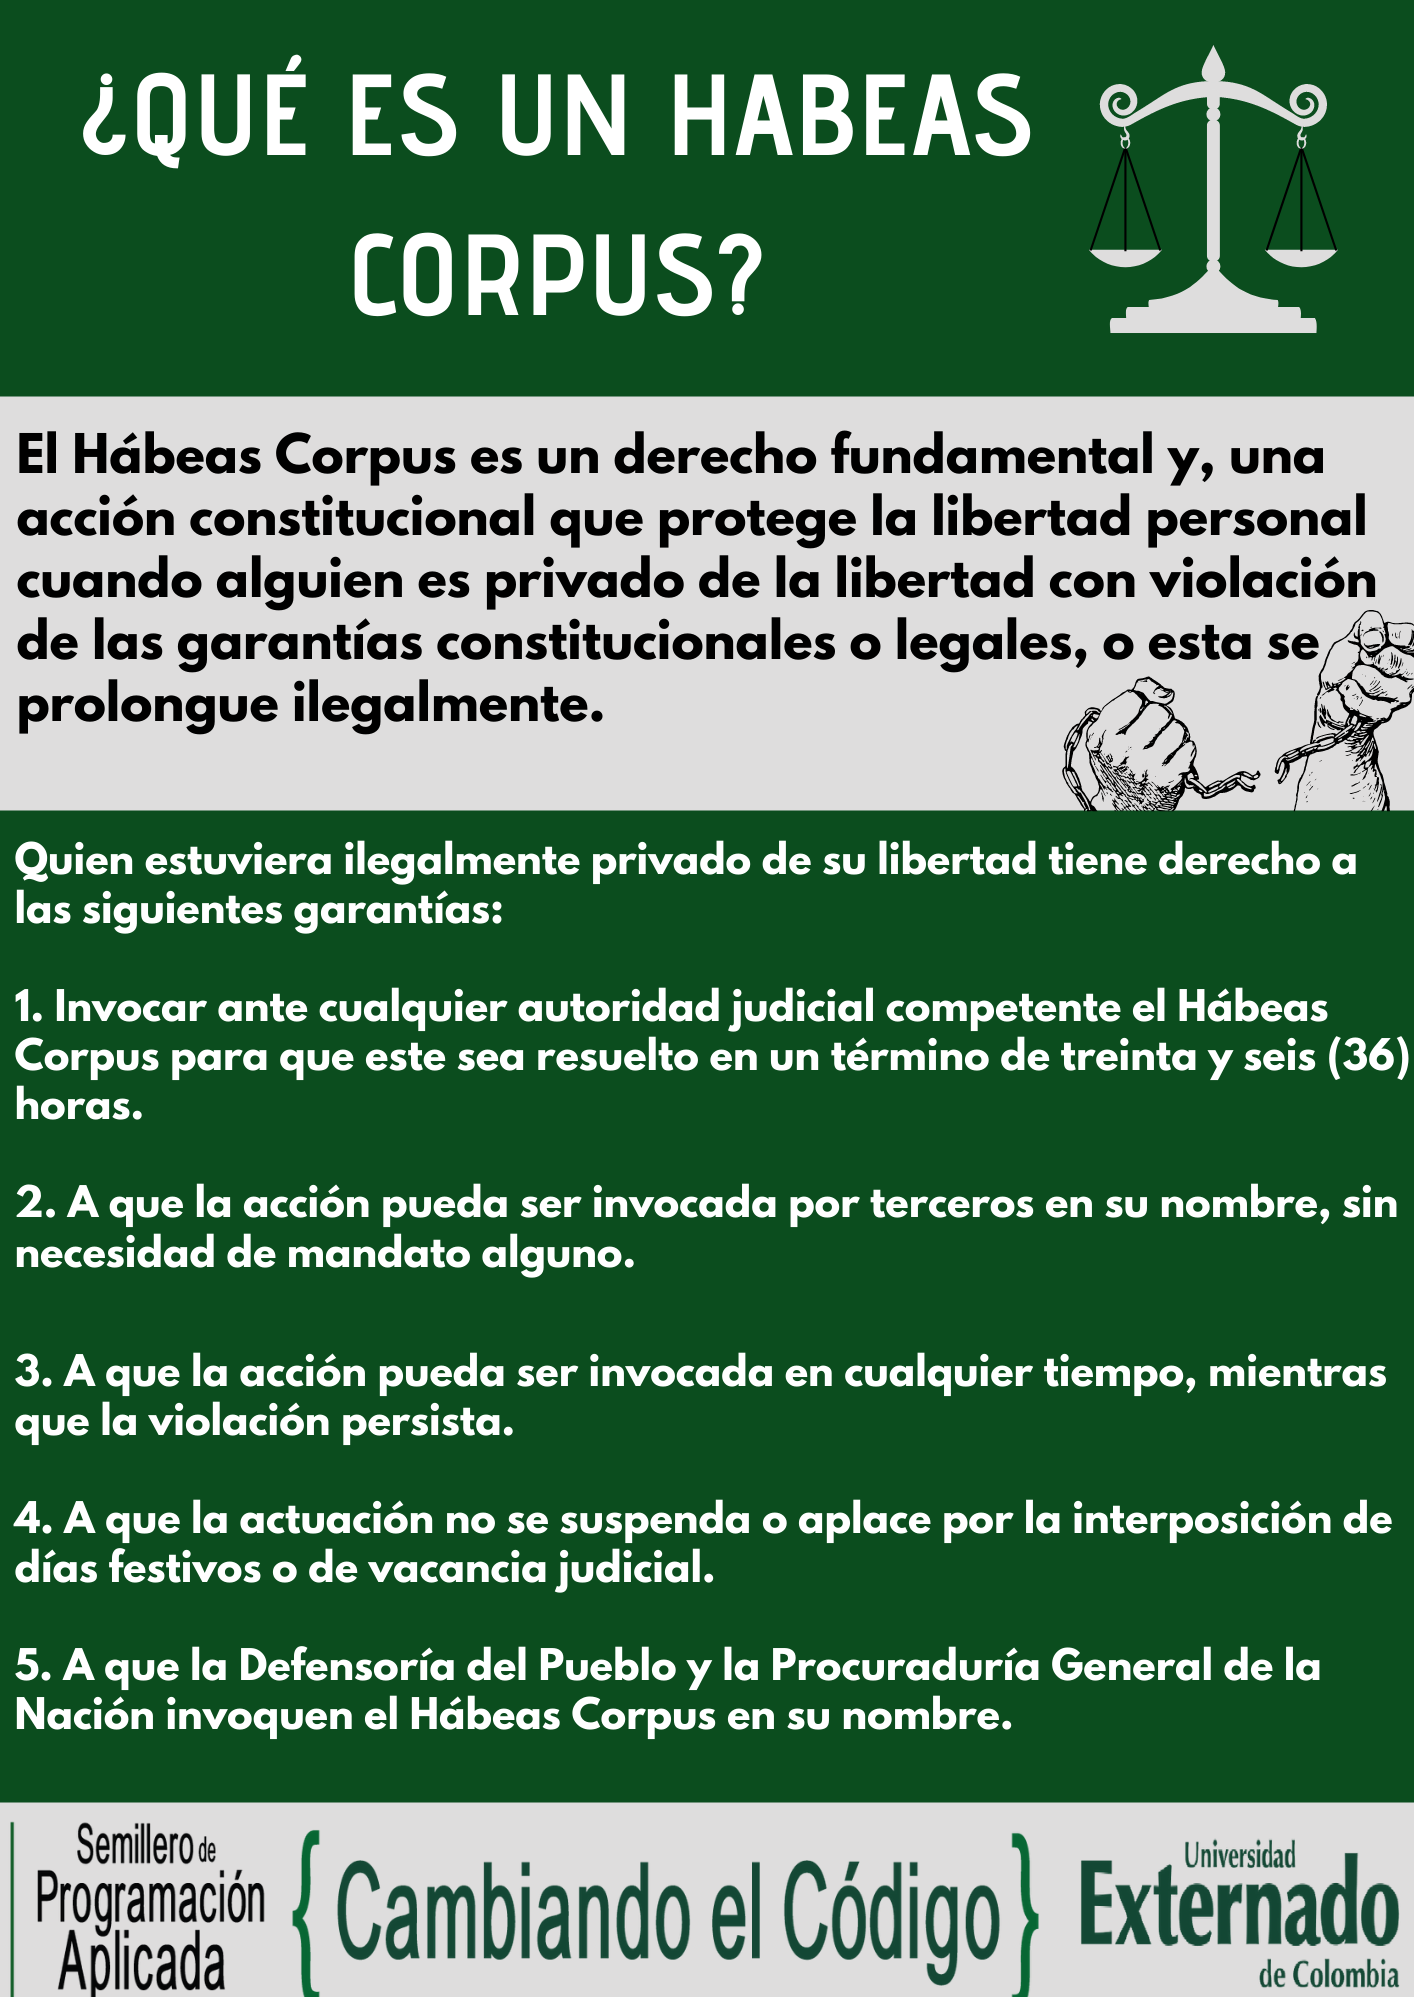 ¿QUÉ ES UN HABEAS
CORPUS?
El Hábeas Corpus es un derecho fundamental y, una
acción constitucional que protege la libertad personal
cuando alguien es privado de la libertad con violación
de las garantías constitucionales o legales, o esta se
prolongue ilegalmente.
Quien estuviera ilegalmente privado de su libertad tiene derecho a
las siguientes garantías:
1. Invocar ante cualquier autoridad judicial competente el Hábeas
Corpus para que este sea resuelto en un término de treinta y seis (36)
horas.
2. A que la acción pueda ser invocada por terceros en su nombre, sin
necesidad de mandato alguno.
3. A que la acción pueda ser invocada en cualquier tiempo, mientras
que la violación persista.
4. A que la actuación no se suspenda o aplace por la interposición de
días festivos o de vacancia judicial.
5. A que la Defensoría del Pueblo y la Procuraduría General de la
Nación invoquen el Hábeas Corpus en su nombre.
Semillero de
Programación
Aplicada
{Cambiando el Código}
Universidad
Externado
de Colombia